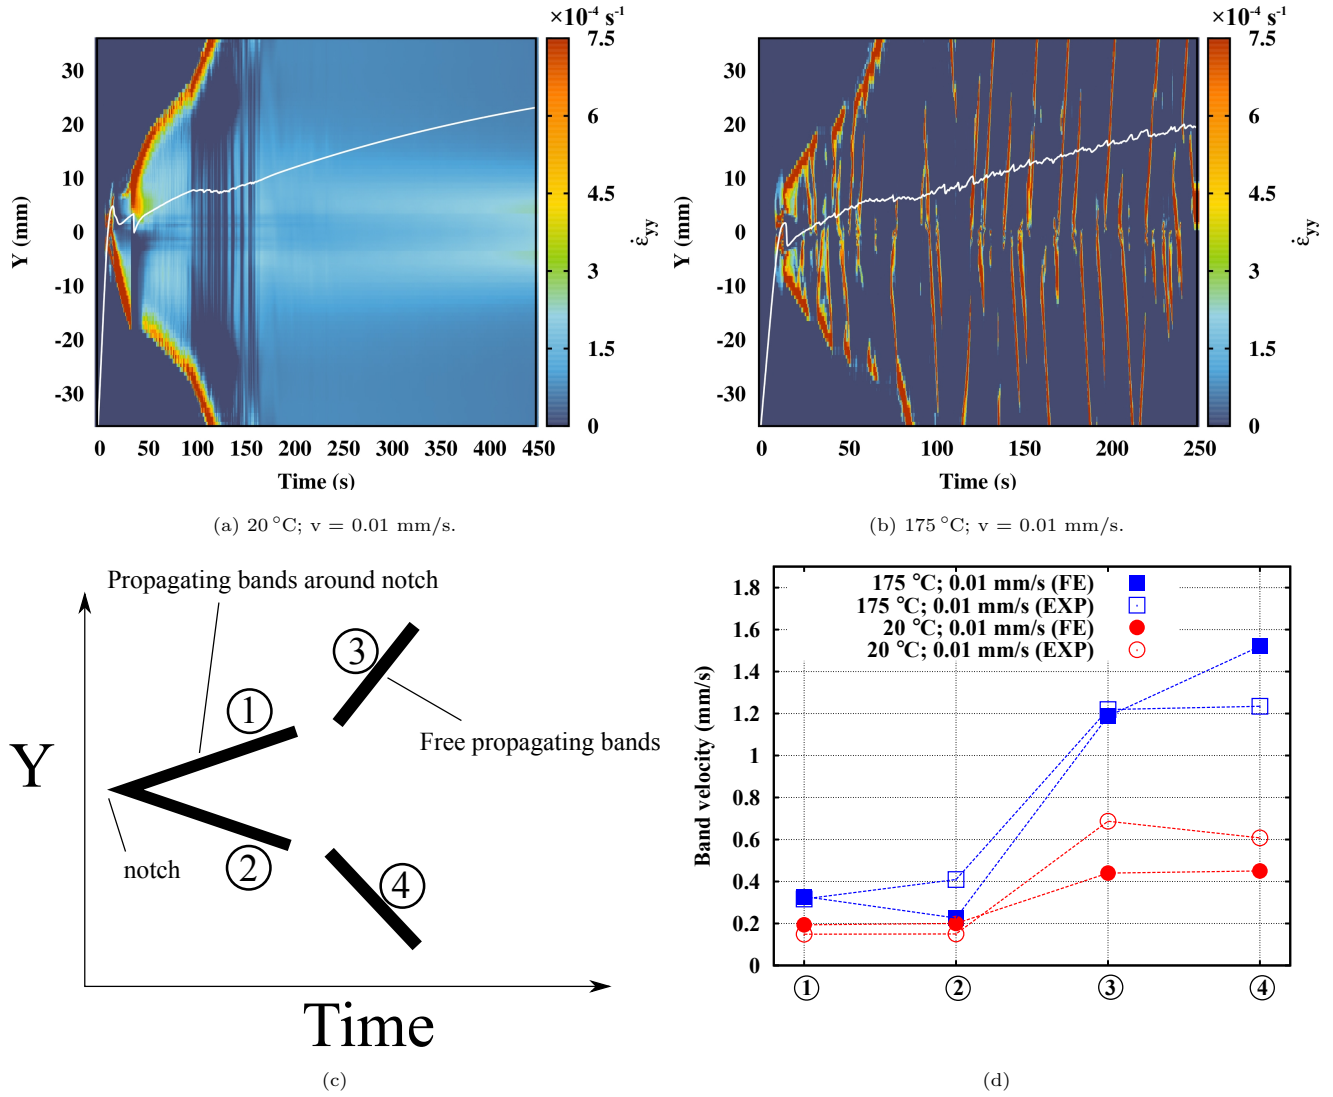 ×10⁻⁴ s⁻¹
7.5
6
4.5
3
1.5
0
ε̇yy
30
20
10
0
-10
-20
-30
Y (mm)
0 50 100 150 200 250 300 350 400 450
Time (s)
(a) 20 °C; v = 0.01 mm/s.
×10⁻⁴ s⁻¹
7.5
6
4.5
3
1.5
0
ε̇yy
30
20
10
0
-10
-20
-30
Y (mm)
0 50 100 150 200 250
Time (s)
(b) 175 °C; v = 0.01 mm/s.
Propagating bands around notch
③
①
Free propagating bands
Y
notch
②
④
Time
(c)
175 °C; 0.01 mm/s (FE)
175 °C; 0.01 mm/s (EXP)
20 °C; 0.01 mm/s (FE)
20 °C; 0.01 mm/s (EXP)
1.8
1.6
1.4
1.2
1
0.8
0.6
0.4
0.2
0
Band velocity (mm/s)
① ② ③ ④
(d)